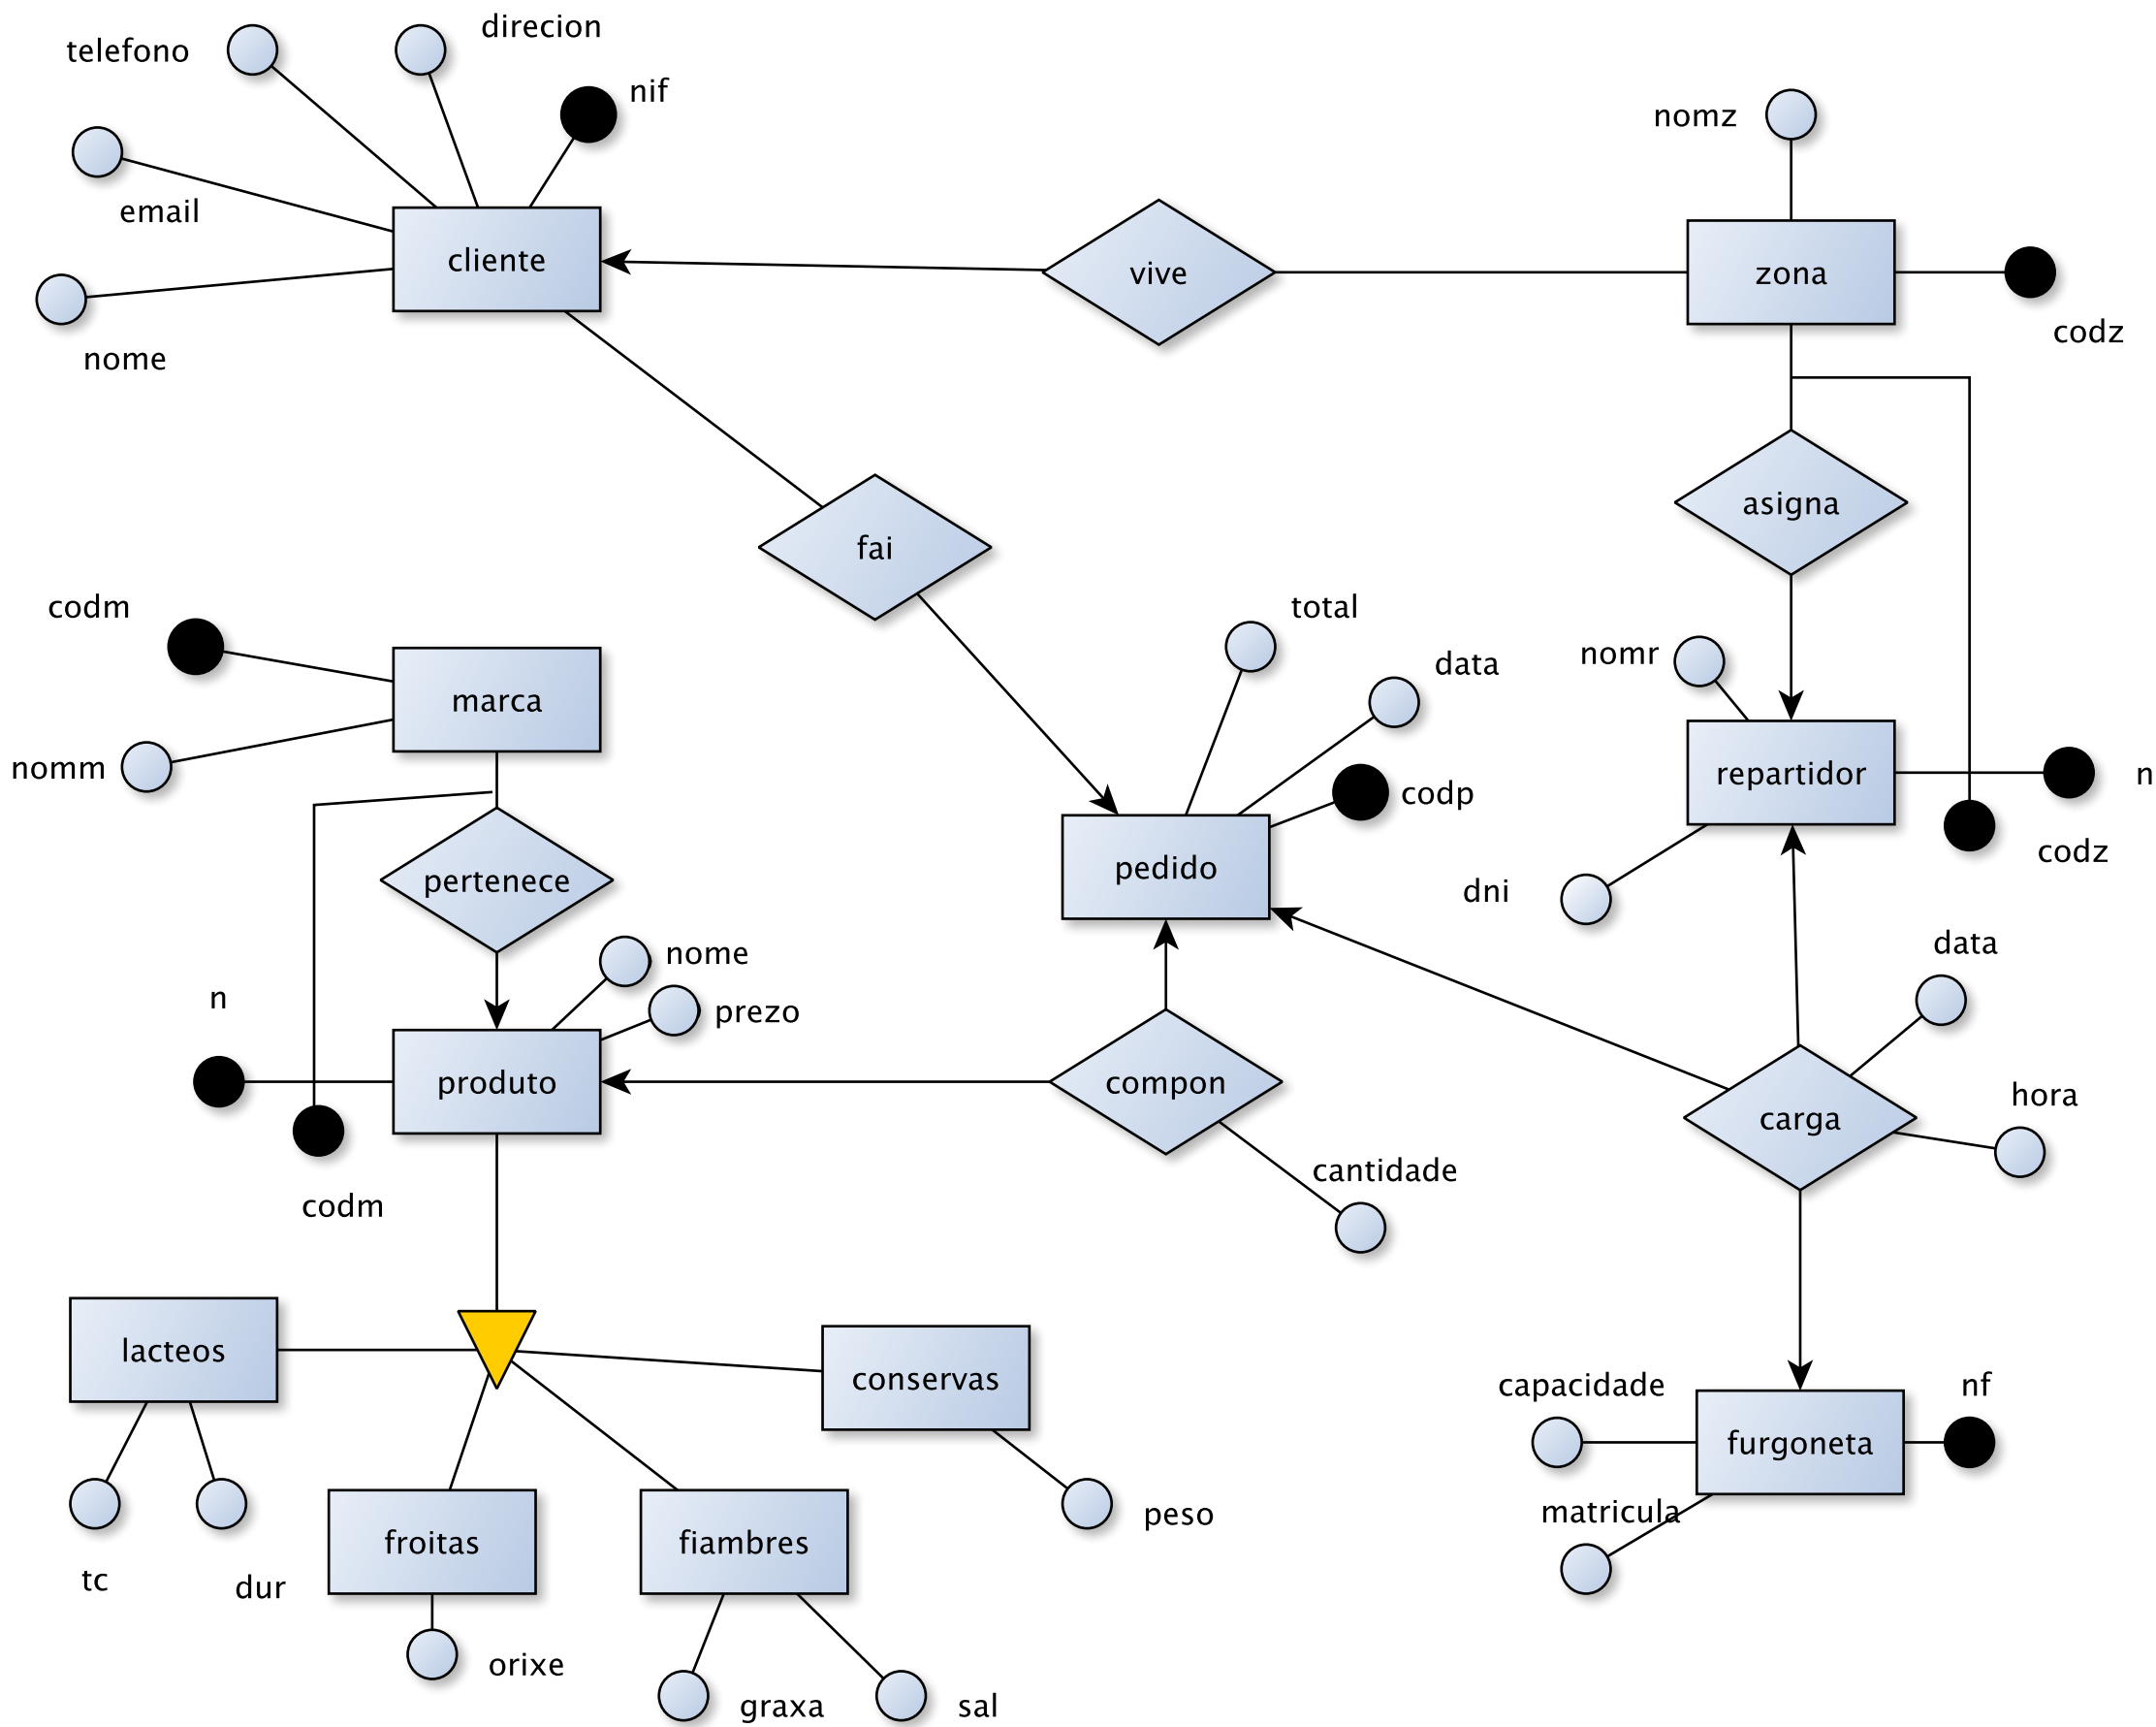 direcion
telefono
nif
nomz
email
cliente
vive
zona
codz
nome
asigna
fai
codm
total
nomr
data
marca
nomm
repartidor
n
codp
codz
pedido
pertenece
dni
nome
data
n
prezo
produto
compon
hora
carga
cantidade
codm
lacteos
conservas
capacidade
nf
furgoneta
matricula
peso
froitas
fiambres
tc
dur
orixe
graxa
sal